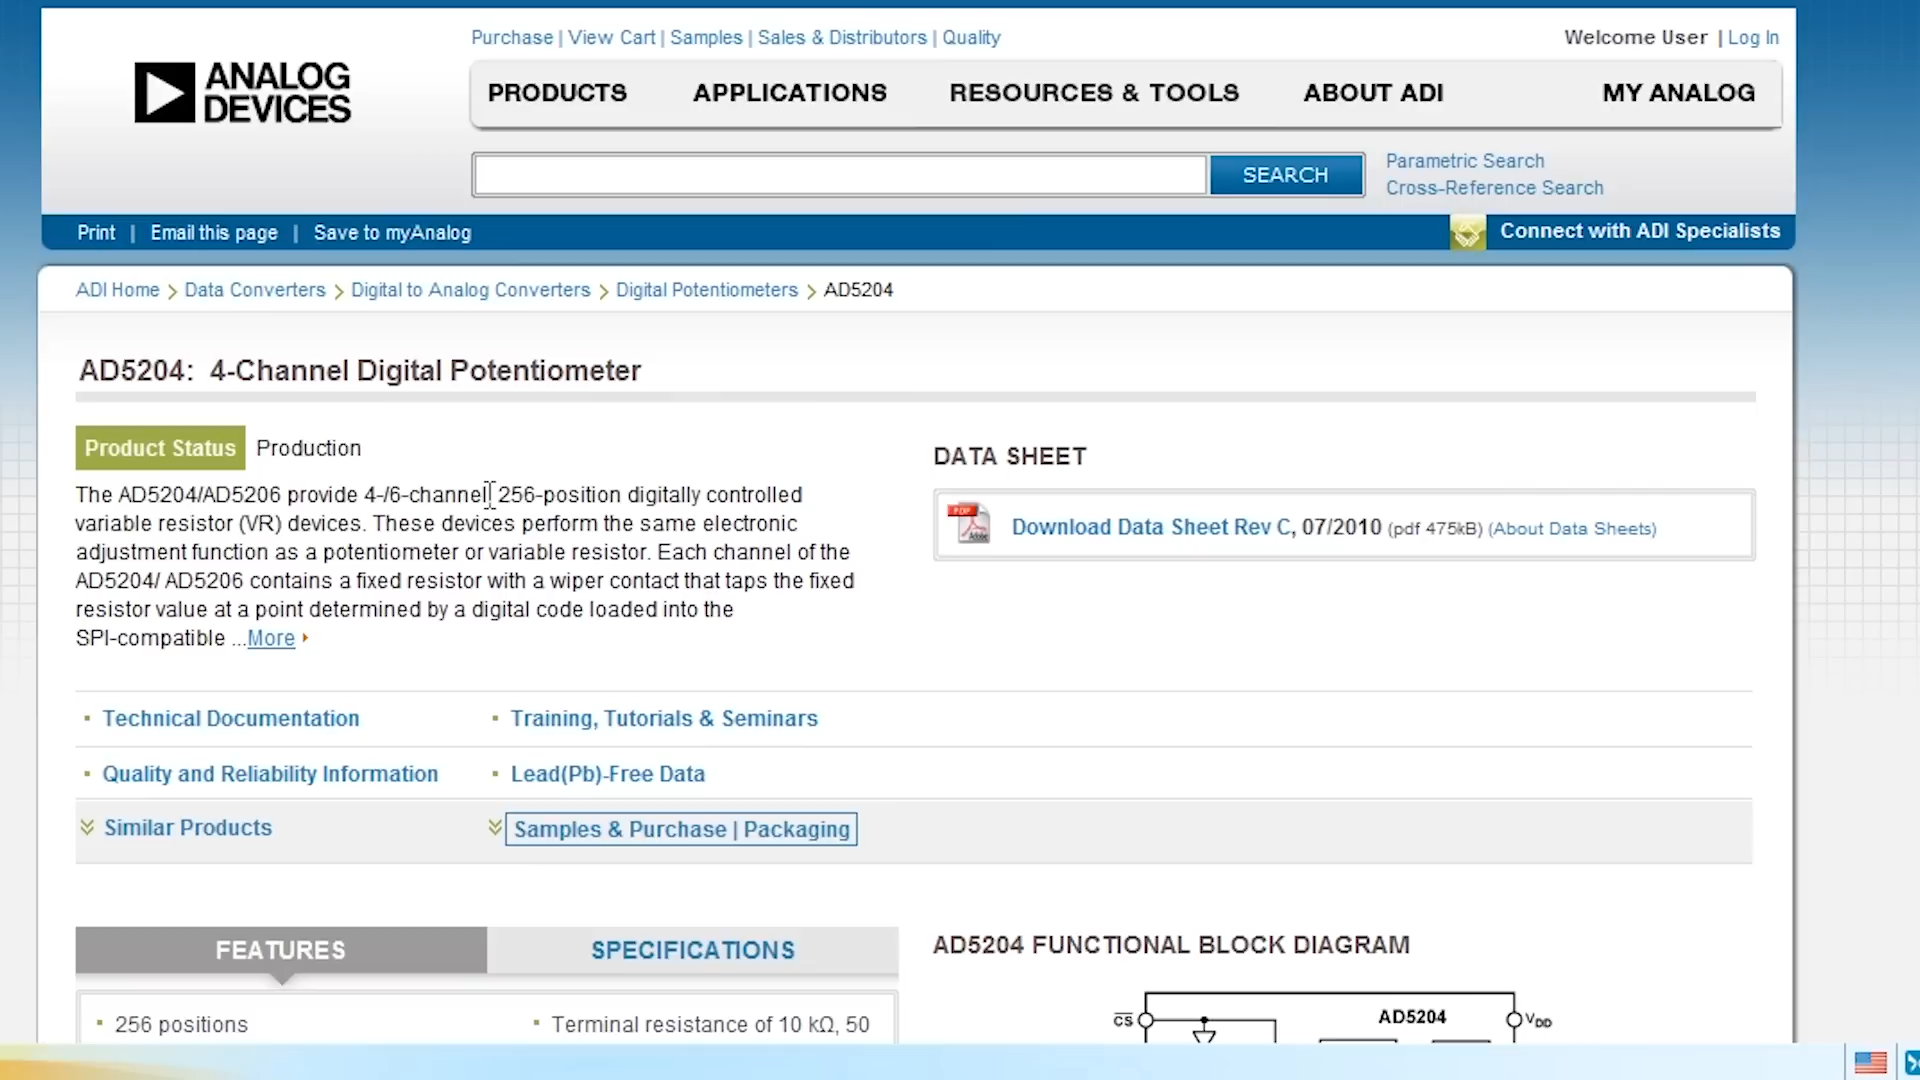 Purchase | View Cart | Samples | Sales & Distributors | Quality
Welcome User | Log In
ANALOG
DEVICES
PRODUCTS APPLICATIONS RESOURCES & TOOLS ABOUT ADI MY ANALOG
SEARCH
Parametric Search
Cross-Reference Search
Print | Email this page | Save to myAnalog
Connect with ADI Specialists
ADI Home > Data Converters > Digital to Analog Converters > Digital Potentiometers > AD5204
AD5204: 4-Channel Digital Potentiometer
Product Status Production
The AD5204/AD5206 provide 4-/6-channel, 256-position digitally controlled
variable resistor (VR) devices. These devices perform the same electronic
adjustment function as a potentiometer or variable resistor. Each channel of the
AD5204/ AD5206 contains a fixed resistor with a wiper contact that taps the fixed
resistor value at a point determined by a digital code loaded into the
SPI-compatible ...More
DATA SHEET
PDF
Adobe
Download Data Sheet Rev C, 07/2010 (pdf 475kB) (About Data Sheets)
Technical Documentation
Training, Tutorials & Seminars
Quality and Reliability Information
Lead(Pb)-Free Data
Similar Products
Samples & Purchase | Packaging
FEATURES
SPECIFICATIONS
256 positions
Terminal resistance of 10 kΩ, 50
AD5204 FUNCTIONAL BLOCK DIAGRAM
CS
AD5204
VDD